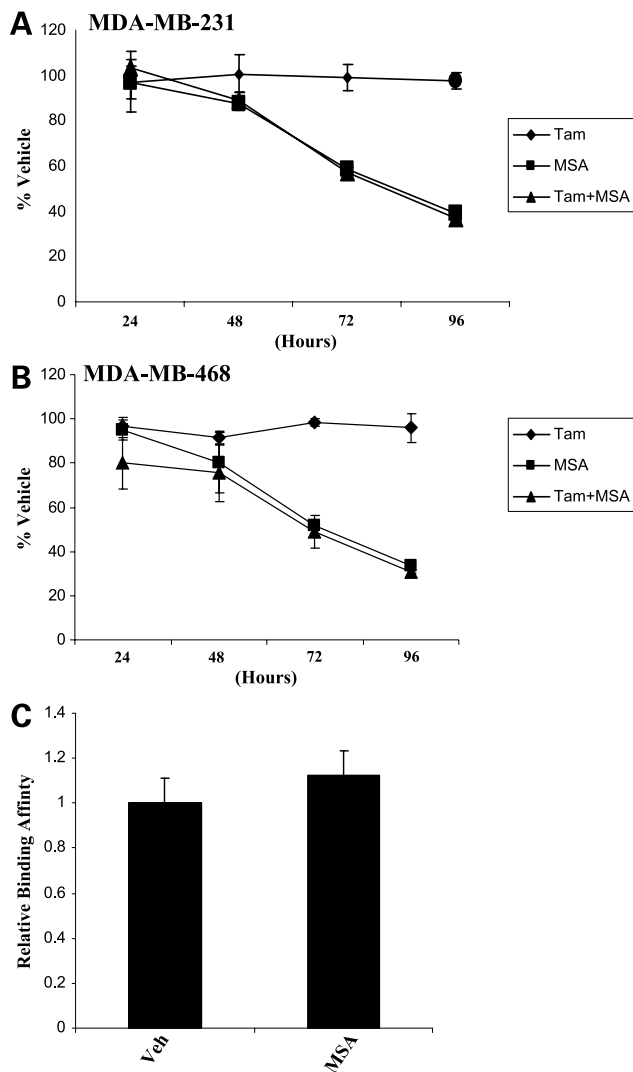 A
MDA-MB-231
120
100
80
60
40
20
0
% Vehicle
24 48 72 96
(Hours)
Tam
MSA
Tam+MSA
B
MDA-MB-468
120
100
80
60
40
20
0
% Vehicle
24 48 72 96
(Hours)
Tam
MSA
Tam+MSA
C
1.4
1.2
1
0.8
0.6
0.4
0.2
0
Relative Binding Affinty
Veh MSA